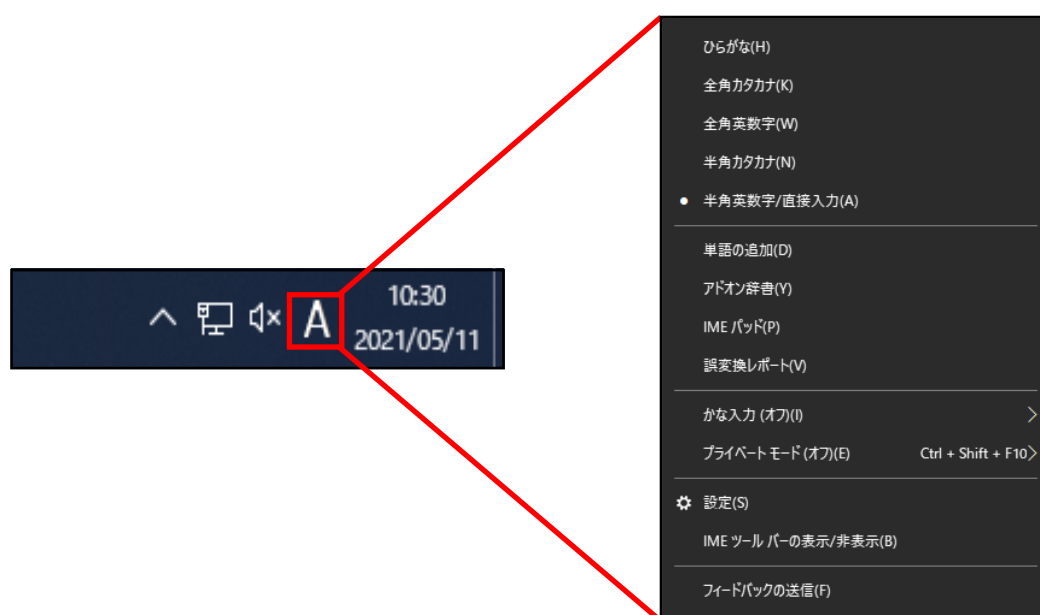 A
10:30
2021/05/11
ひらがな(H)
全角カタカナ(K)
全角英数字(W)
半角カタカナ(N)
半角英数字/直接入力(A)
単語の追加(D)
アドオン辞書(Y)
IME パッド(P)
誤変換レポート(V)
かな入力 (オフ)(I)
プライベート モード (オフ)(E) Ctrl + Shift + F10
設定(S)
IME ツール バーの表示/非表示(B)
フィードバックの送信(F)